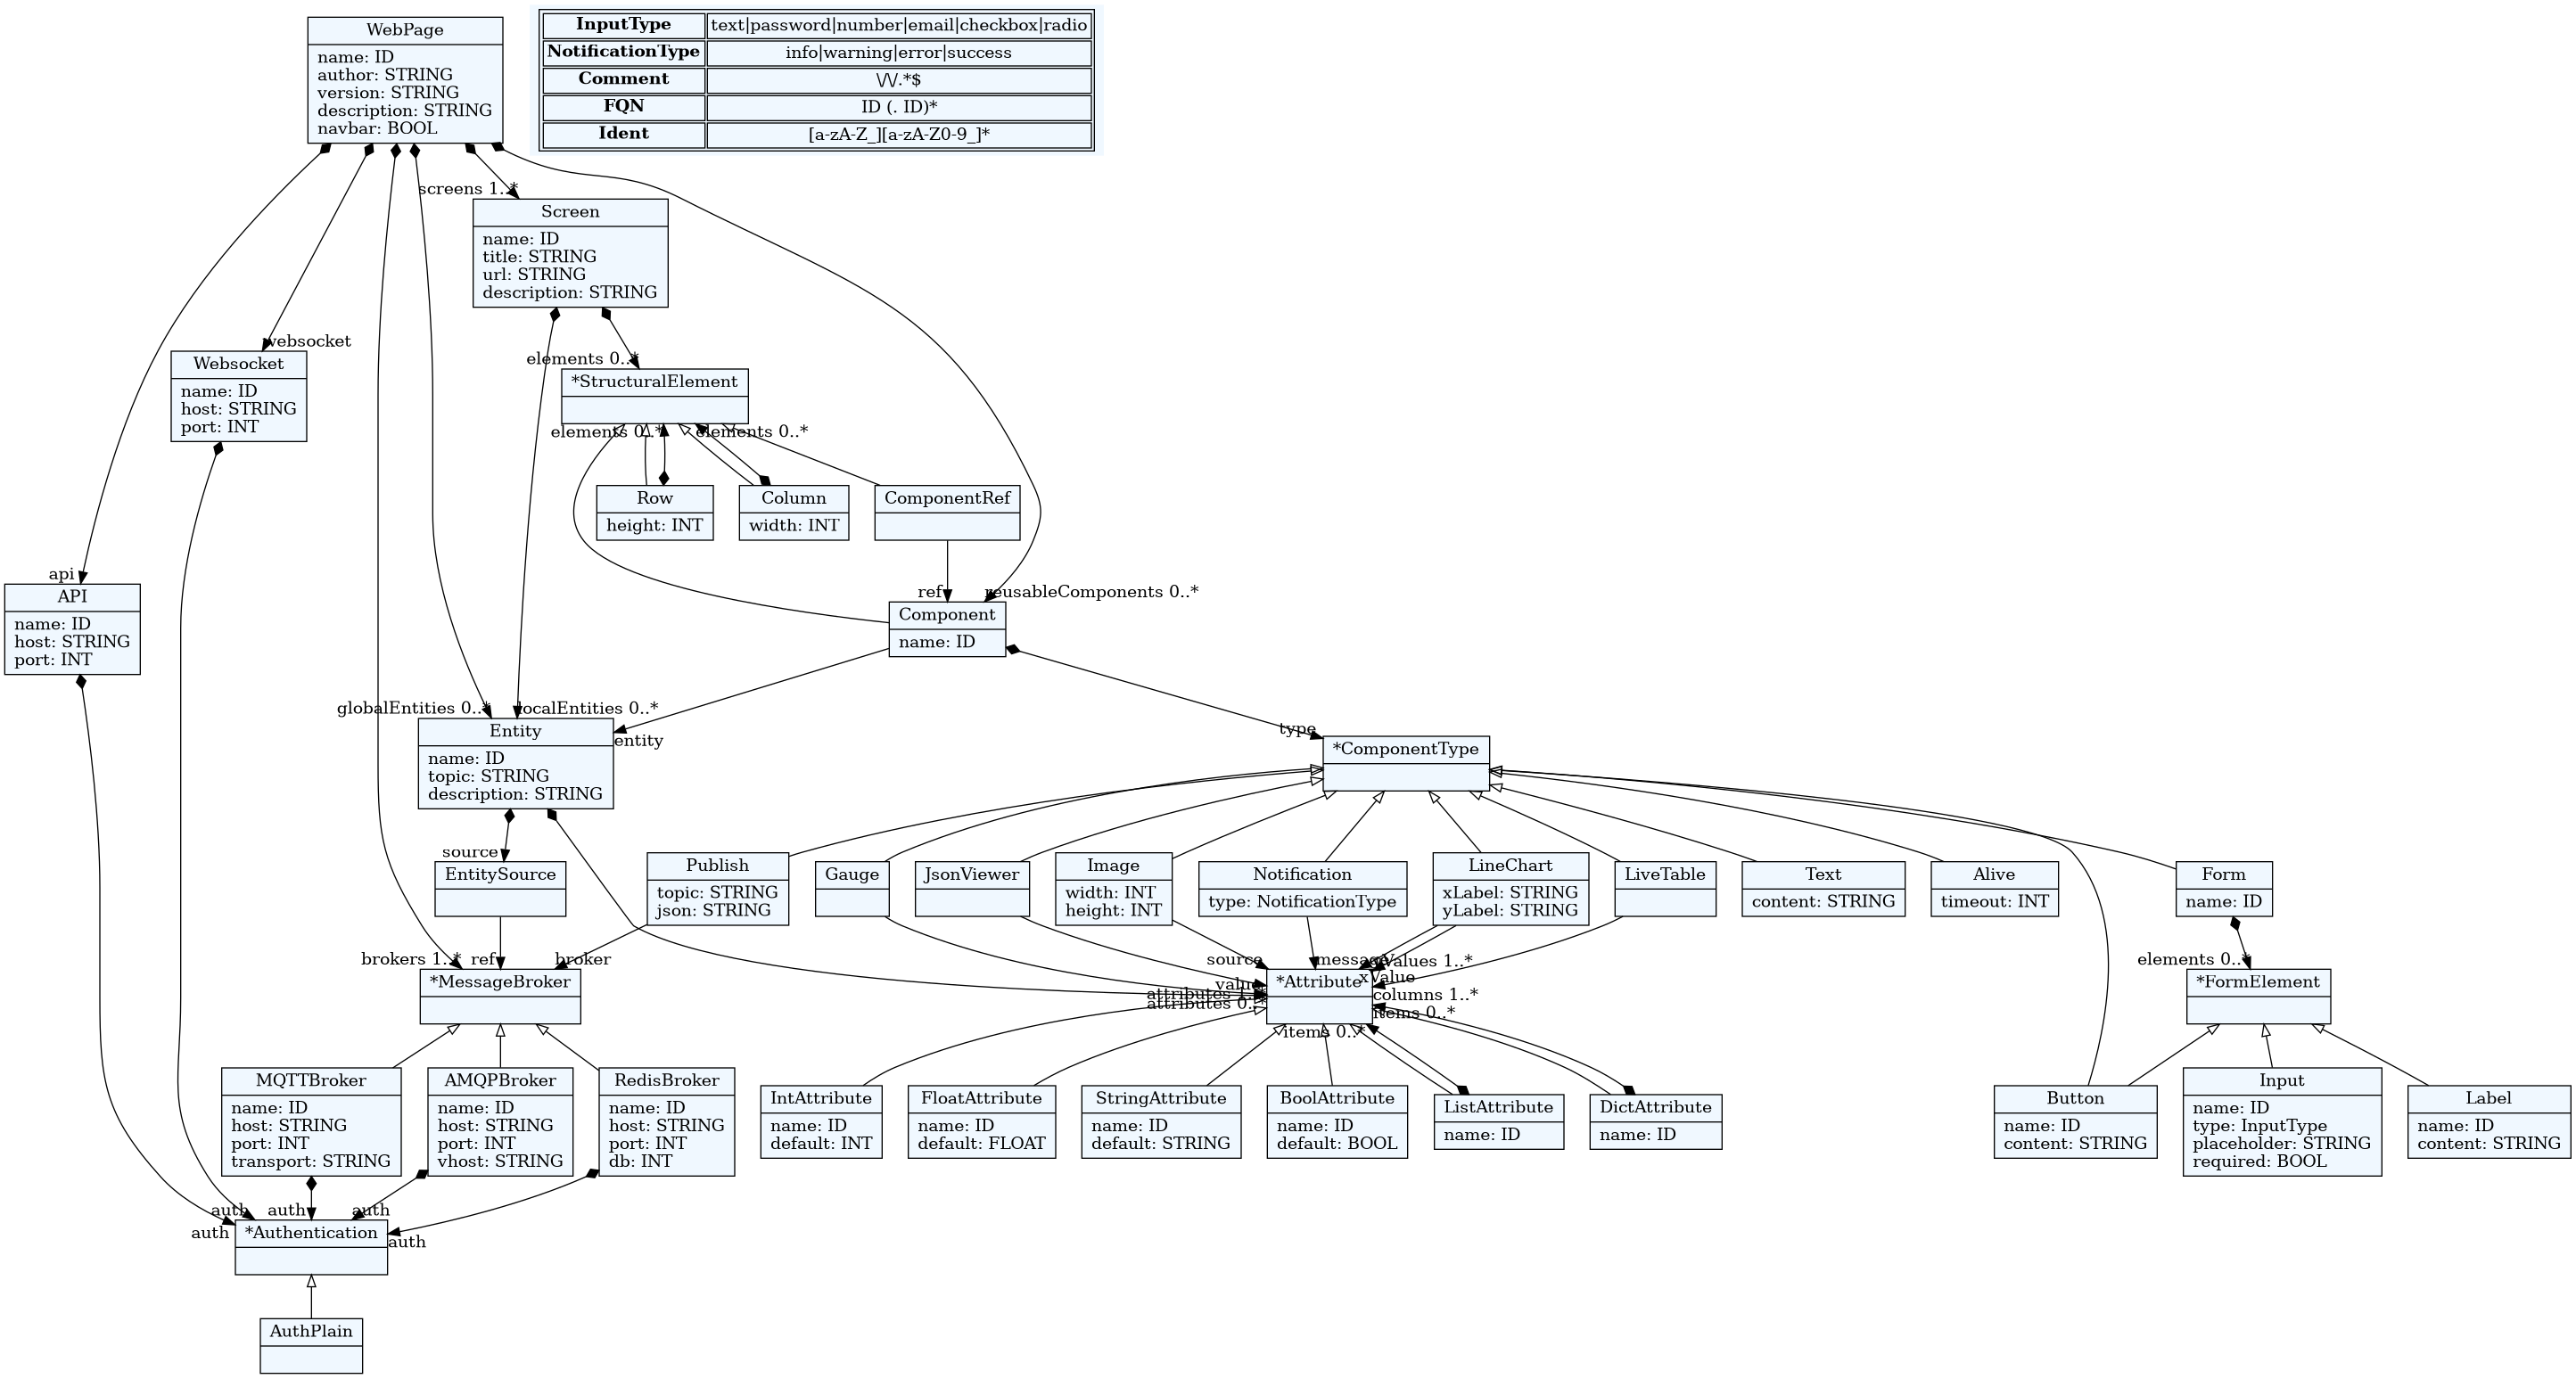 WebPage
name: ID
author: STRING
version: STRING
description: STRING
navbar: BOOL
InputType text|password|number|email|checkbox|radio
NotificationType info|warning|error|success
Comment \/\/.*$
FQN ID (. ID)*
Ident [a-zA-Z_][a-zA-Z0-9_]*
screens 1..*
Screen
name: ID
title: STRING
url: STRING
description: STRING
websocket
Websocket
name: ID
host: STRING
port: INT
elements 0..*
*StructuralElement
elements 0..*
elements 0..*
Row
height: INT
Column
width: INT
ComponentRef
api
API
name: ID
host: STRING
port: INT
ref
reusableComponents 0..*
Component
name: ID
globalEntities 0..*
localEntities 0..*
Entity
name: ID
topic: STRING
description: STRING
entity
type
*ComponentType
source
EntitySource
Publish
topic: STRING
json: STRING
Gauge
JsonViewer
Image
width: INT
height: INT
Notification
type: NotificationType
LineChart
xLabel: STRING
yLabel: STRING
LiveTable
Text
content: STRING
Alive
timeout: INT
Form
name: ID
brokers 1..*
ref
broker
*MessageBroker
source
message
xValue
value
attributes 1..*
attributes 0..*
*Attribute
columns 1..*
items 0..*
items 0..*
elements 0..*
*FormElement
MQTTBroker
name: ID
host: STRING
port: INT
transport: STRING
AMQPBroker
name: ID
host: STRING
port: INT
vhost: STRING
RedisBroker
name: ID
host: STRING
port: INT
db: INT
IntAttribute
name: ID
default: INT
FloatAttribute
name: ID
default: FLOAT
StringAttribute
name: ID
default: STRING
BoolAttribute
name: ID
default: BOOL
ListAttribute
name: ID
DictAttribute
name: ID
Button
name: ID
content: STRING
Input
name: ID
type: InputType
placeholder: STRING
required: BOOL
Label
name: ID
content: STRING
auth
auth
auth
auth
auth
*Authentication
AuthPlain